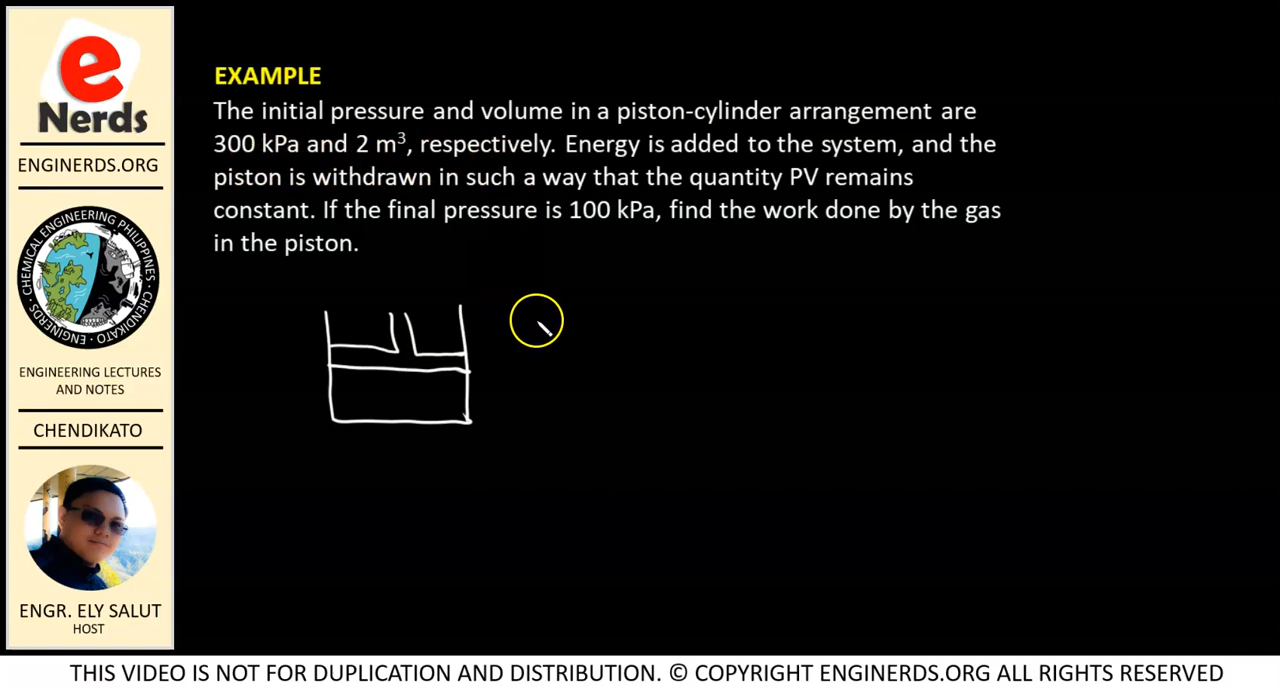 e
Nerds
ENGINERDS.ORG
CHEMICAL ENGINEERING PHILIPPINES
CHENDIKATO · ENGINERDS
ENGINEERING LECTURES
AND NOTES
CHENDIKATO
ENGR. ELY SALUT
HOST
EXAMPLE
The initial pressure and volume in a piston-cylinder arrangement are
300 kPa and 2 m³, respectively. Energy is added to the system, and the
piston is withdrawn in such a way that the quantity PV remains
constant. If the final pressure is 100 kPa, find the work done by the gas
in the piston.
THIS VIDEO IS NOT FOR DUPLICATION AND DISTRIBUTION. © COPYRIGHT ENGINERDS.ORG ALL RIGHTS RESERVED